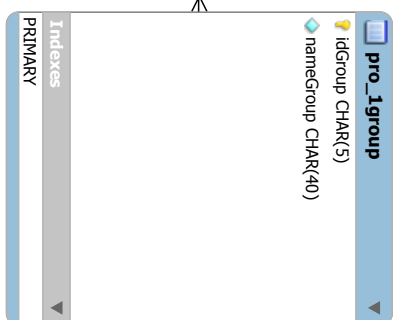 pro_1group
idGroup CHAR(5)
nameGroup CHAR(40)
Indexes
PRIMARY